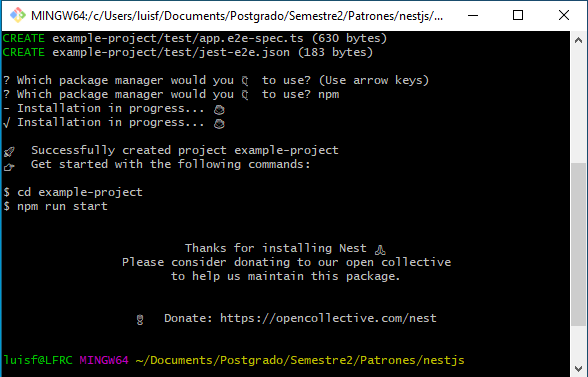 MINGW64:/c/Users/luisf/Documents/Postgrado/Semestre2/Patrones/nestjs/...
CREATE example-project/test/app.e2e-spec.ts (630 bytes)
CREATE example-project/test/jest-e2e.json (183 bytes)
? Which package manager would you to use? (Use arrow keys)
? Which package manager would you to use? npm
- Installation in progress...
√ Installation in progress...
Successfully created project example-project
Get started with the following commands:
$ cd example-project
$ npm run start
Thanks for installing Nest
Please consider donating to our open collective
to help us maintain this package.
Donate: https://opencollective.com/nest
luisf@LFRC MINGW64 ~/Documents/Postgrado/Semestre2/Patrones/nestjs